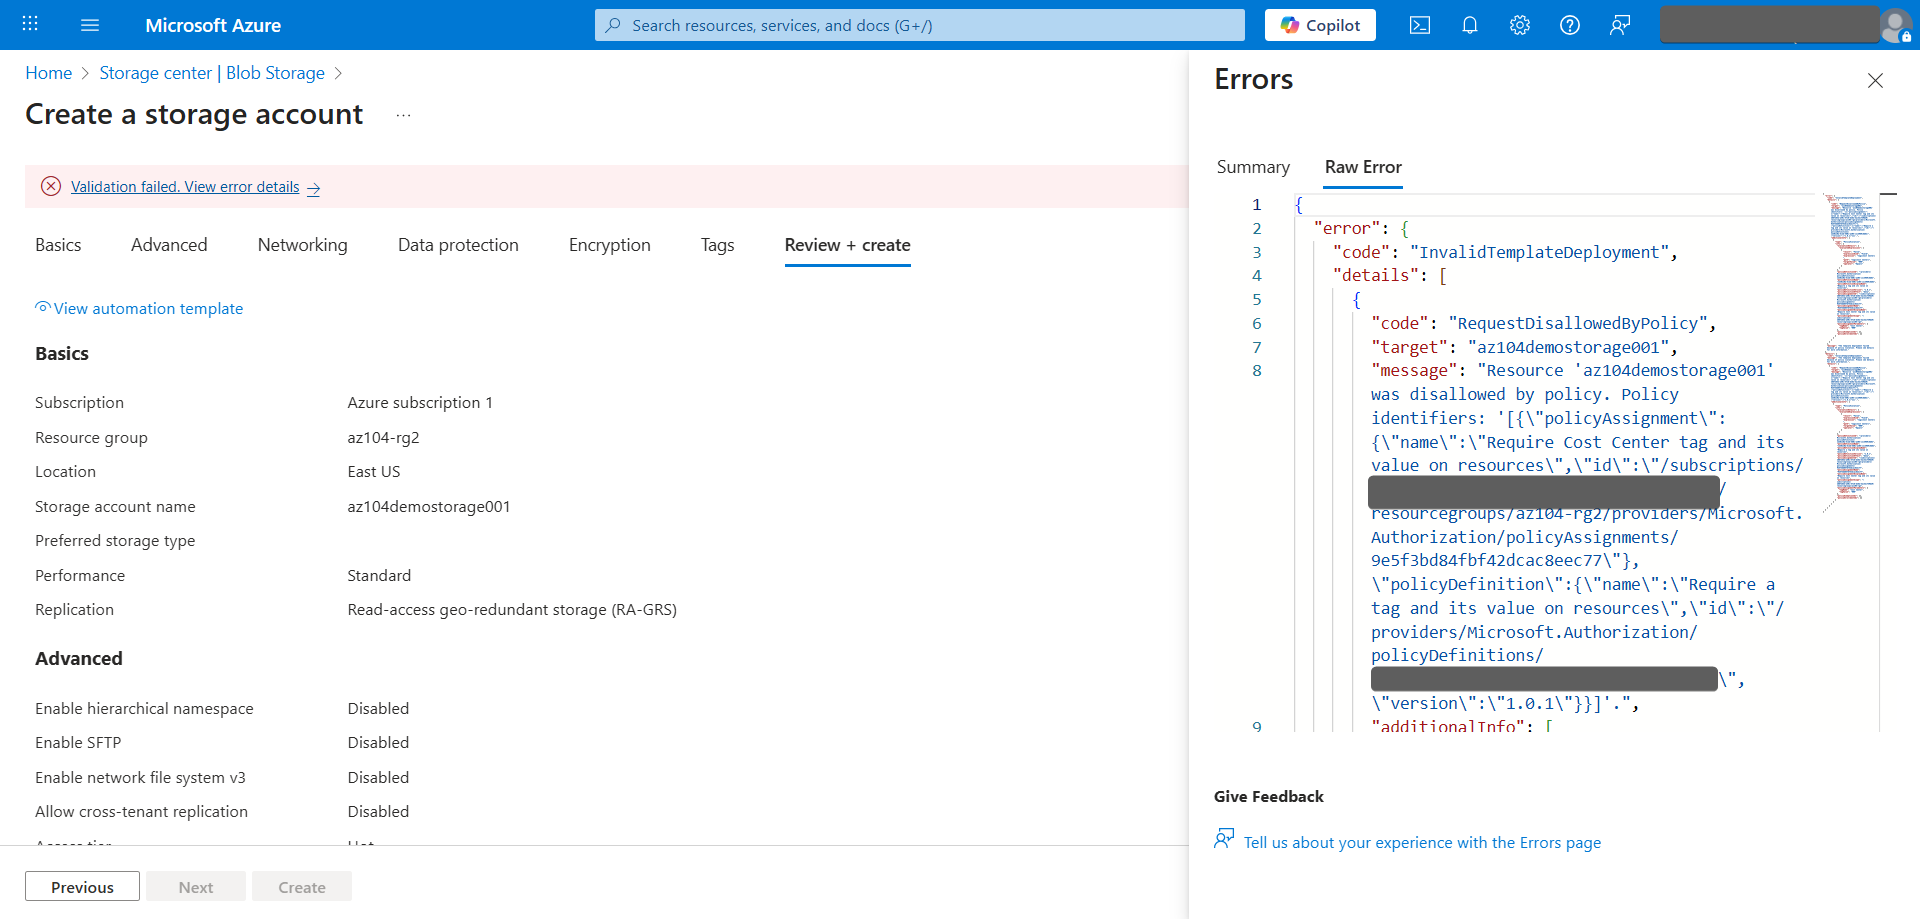 Microsoft Azure
Search resources, services, and docs (G+/)
Copilot
Home > Storage center | Blob Storage >
Create a storage account ...
Validation failed. View error details →
Basics Advanced Networking Data protection Encryption Tags Review + create
View automation template
Basics
Subscription Azure subscription 1
Resource group az104-rg2
Location East US
Storage account name az104demostorage001
Preferred storage type
Performance Standard
Replication Read-access geo-redundant storage (RA-GRS)
Advanced
Enable hierarchical namespace Disabled
Enable SFTP Disabled
Enable network file system v3 Disabled
Allow cross-tenant replication Disabled
Access tier Hot
Previous Next Create
Errors
Summary Raw Error
1 {
2 "error": {
3 "code": "InvalidTemplateDeployment",
4 "details": [
5 {
6 "code": "RequestDisallowedByPolicy",
7 "target": "az104demostorage001",
8 "message": "Resource 'az104demostorage001'
was disallowed by policy. Policy
identifiers: '[{\"policyAssignment\":
{\"name\":\"Require Cost Center tag and its
value on resources\",\"id\":\"/subscriptions/
/
resourcegroups/az104-rg2/providers/Microsoft.
Authorization/policyAssignments/
9e5f3bd84fbf42dcac8eec77\"},
\"policyDefinition\":{\"name\":\"Require a
tag and its value on resources\",\"id\":\"/
providers/Microsoft.Authorization/
policyDefinitions/
\",
\"version\":\"1.0.1\"}}]'.",
9 "additionalInfo": [
Give Feedback
Tell us about your experience with the Errors page